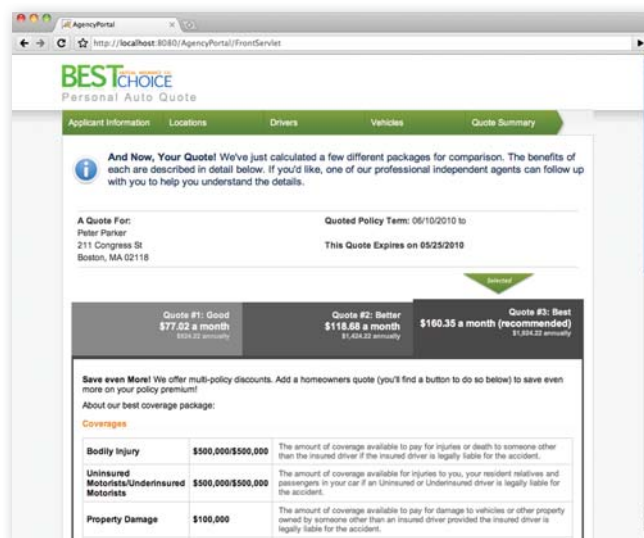 AgencyPortal
http://localhost:8080/AgencyPortal/FrontServlet
BEST CHOICE
MUTUAL INSURANCE CO.
Personal Auto Quote
Applicant Information Locations Drivers Vehicles Quote Summary
And Now, Your Quote! We've just calculated a few different packages for comparison. The benefits of
each are described in detail below. If you'd like, one of our professional independent agents can follow up
with you to help you understand the details.
A Quote For: Quoted Policy Term: 06/10/2010 to
Peter Parker
211 Congress St This Quote Expires on 05/25/2010
Boston, MA 02118
Selected
Quote #1: Good Quote #2: Better Quote #3: Best
$77.02 a month $118.68 a month $160.35 a month (recommended)
$924.22 annually $1,424.22 annually $1,924.22 annually
Save even More! We offer multi-policy discounts. Add a homeowners quote (you'll find a button to do so below) to save even
more on your policy premium!
About our best coverage package:
Coverages
Bodily Injury $500,000/$500,000 The amount of coverage available to pay for injuries or death to someone other
than the insured driver if the insured driver is legally liable for the accident.
Uninsured
Motorists/Underinsured
Motorists $500,000/$500,000 The amount of coverage available for injuries to you, your resident relatives and
passengers in your car if an Uninsured or Underinsured driver is legally liable for
the accident.
Property Damage $100,000 The amount of coverage available to pay for damage to vehicles or other property
owned by someone other than an insured driver provided the insured driver is
legally liable for the accident.